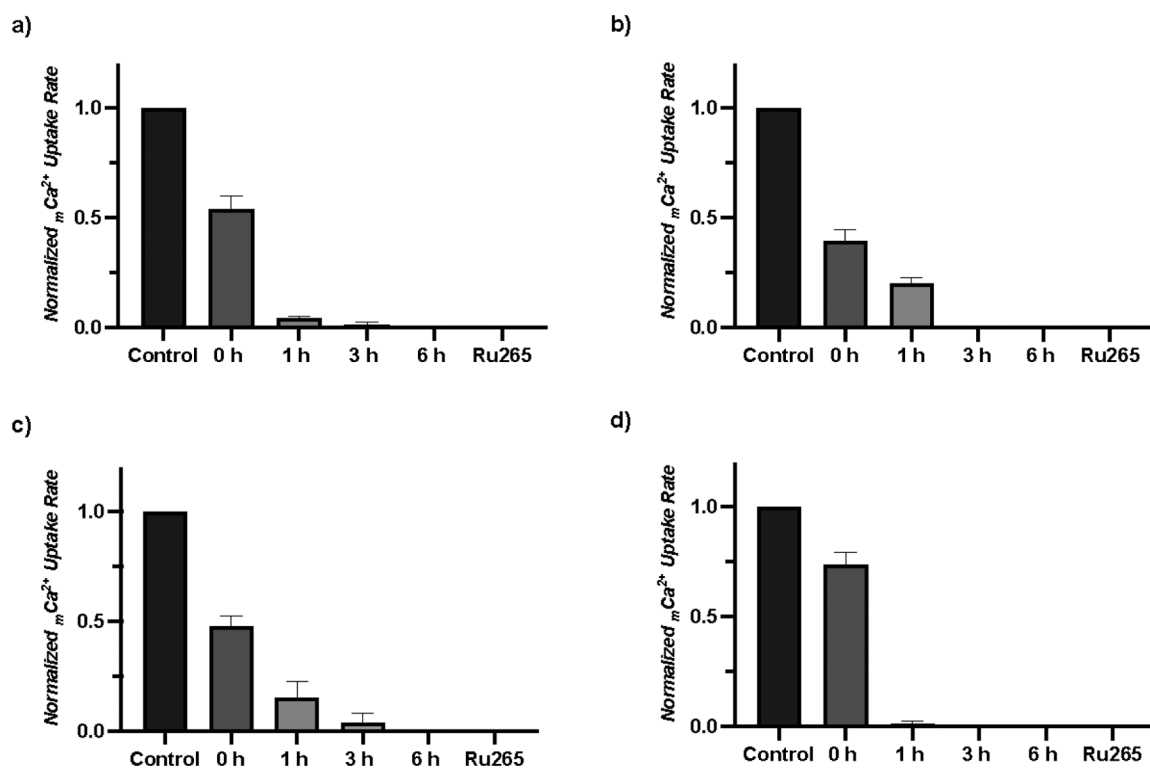 a)
Normalized mCa2+ Uptake Rate
1.0
0.5
0.0
Control 0 h 1 h 3 h 6 h Ru265
b)
Normalized mCa2+ Uptake Rate
1.0
0.5
0.0
Control 0 h 1 h 3 h 6 h Ru265
c)
Normalized mCa2+ Uptake Rate
1.0
0.5
0.0
Control 0 h 1 h 3 h 6 h Ru265
d)
Normalized mCa2+ Uptake Rate
1.0
0.5
0.0
Control 0 h 1 h 3 h 6 h Ru265